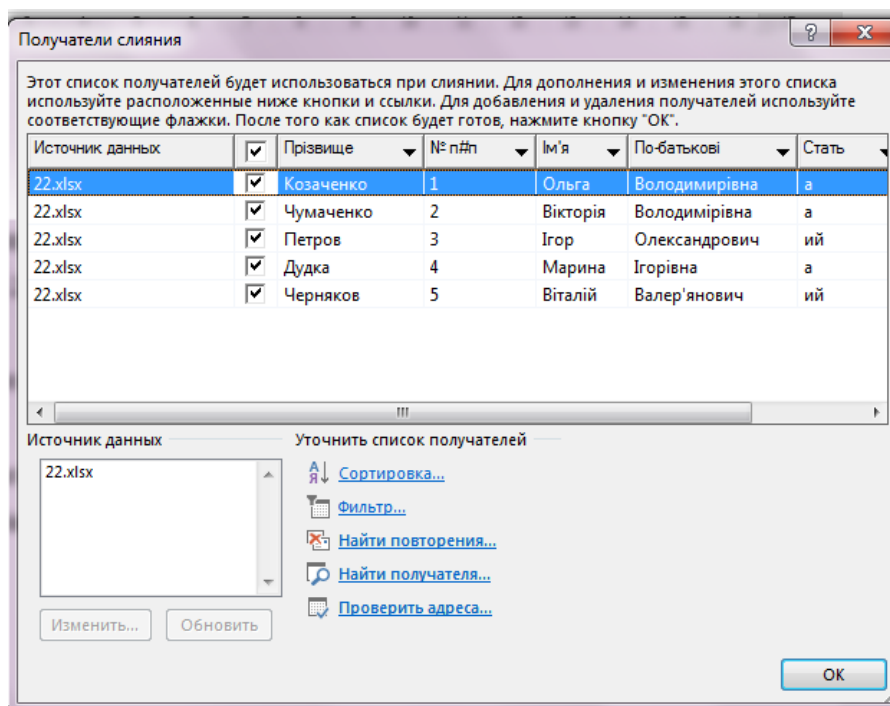 Получатели слияния
Этот список получателей будет использоваться при слиянии. Для дополнения и изменения этого списка
используйте расположенные ниже кнопки и ссылки. Для добавления и удаления получателей используйте
соответствующие флажки. После того как список будет готов, нажмите кнопку "ОК".
Источник данных Прізвище № п#п Ім'я По-батькові Стать
22.xlsx Козаченко 1 Ольга Володимирівна а
22.xlsx Чумаченко 2 Вікторія Володимірівна а
22.xlsx Петров 3 Ігор Олександрович ий
22.xlsx Дудка 4 Марина Ігорівна а
22.xlsx Черняков 5 Віталій Валер'янович ий
Источник данных Уточнить список получателей
22.xlsx
Сортировка...
Фильтр...
Найти повторения...
Найти получателя...
Проверить адреса...
Изменить... Обновить
ОК